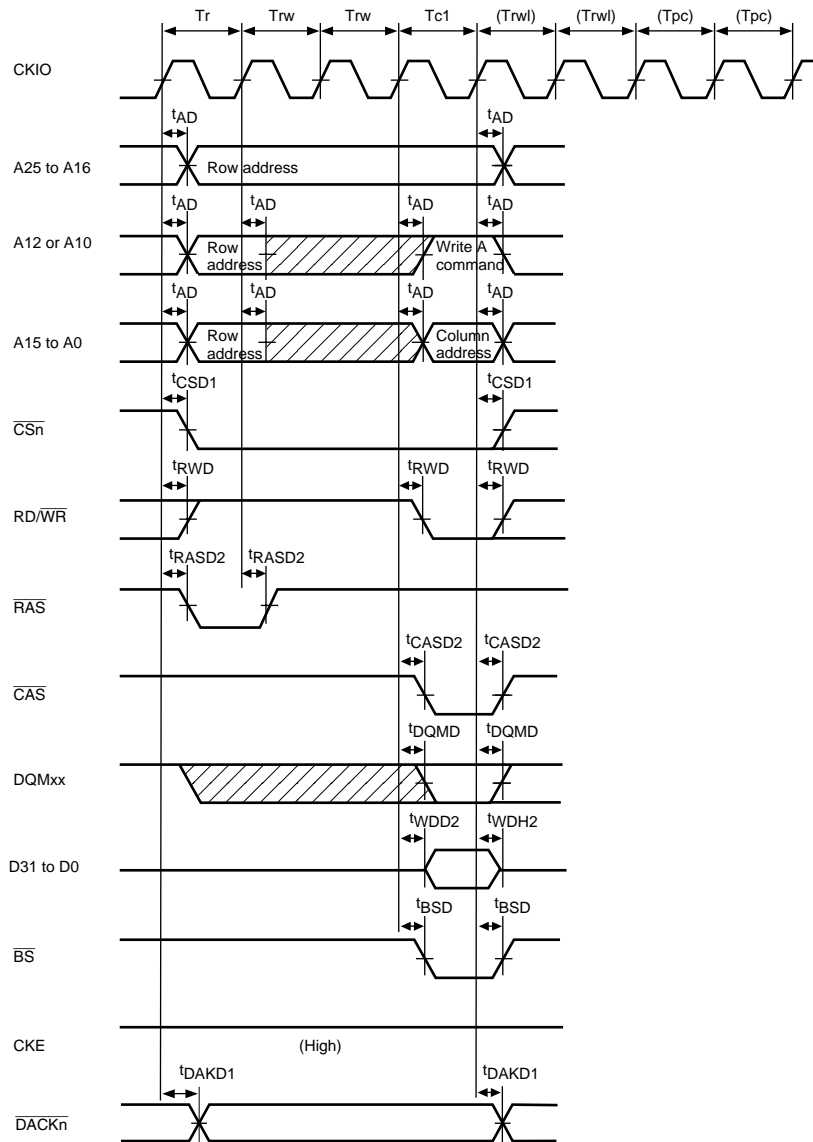 Tr Trw Trw Tc1 (Trwl) (Trwl) (Tpc) (Tpc)
CKIO
tAD tAD
A25 to A16 Row address
tAD tAD tAD tAD
A12 or A10 Row address Write A command
tAD tAD tAD tAD
A15 to A0 Row address Column address
tCSD1 tCSD1
CSn
tRWD tRWD tRWD
RD/WR
tRASD2 tRASD2
RAS
tCASD2 tCASD2
CAS
tDQMD tDQMD
DQMxx
tWDD2 tWDH2
D31 to D0
tBSD tBSD
BS
CKE (High)
tDAKD1 tDAKD1
DACKn